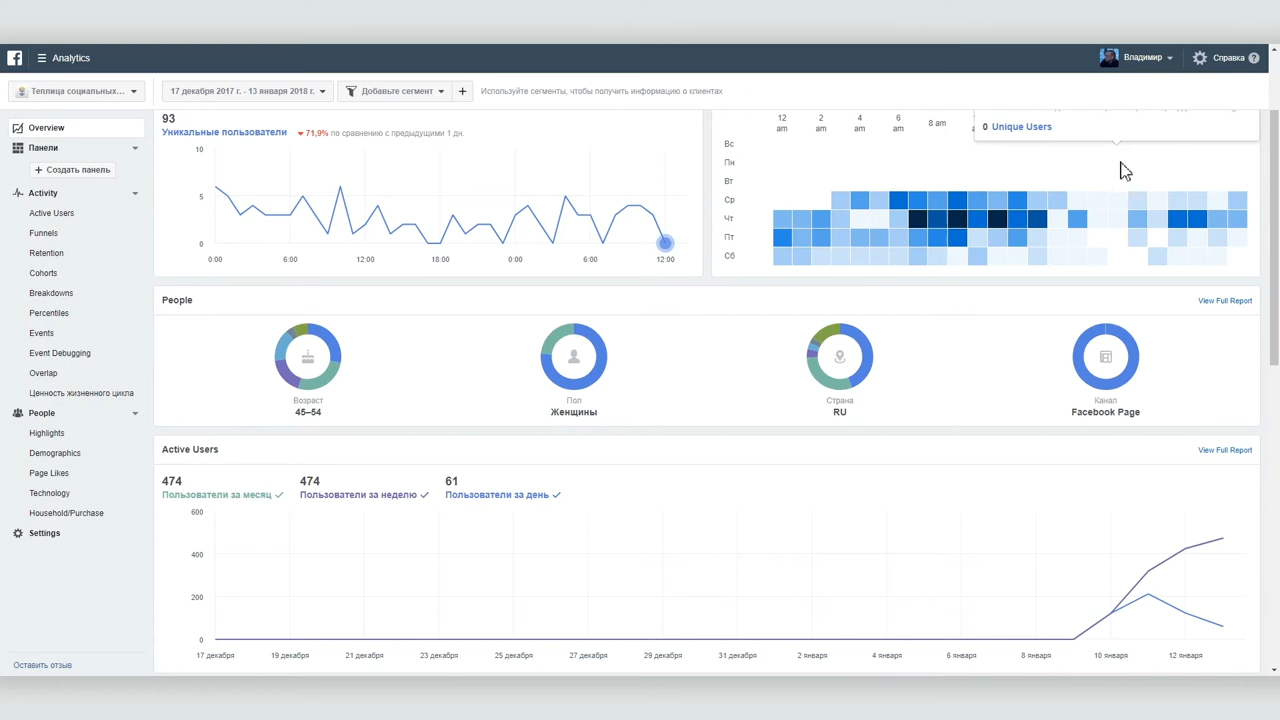 Analytics
Владимир
Справка
Теплица социальных...
17 декабря 2017 г. - 13 января 2018 г.
Добавьте сегмент
+
Используйте сегменты, чтобы получить информацию о клиентах
Overview
Панели
+ Создать панель
Activity
Active Users
Funnels
Retention
Cohorts
Breakdowns
Percentiles
Events
Event Debugging
Overlap
Ценность жизненного цикла
People
Highlights
Demographics
Page Likes
Technology
Household/Purchase
Settings
Оставить отзыв
93
Уникальные пользователи 71,9% по сравнению с предыдущими 1 дн.
10
5
0
0:00 6:00 12:00 18:00 0:00 6:00 12:00
12 am 2 am 4 am 6 am 8 am
0 Unique Users
Вс
Пн
Вт
Ср
Чт
Пт
Сб
People
View Full Report
Возраст
45–54
Пол
Женщины
Страна
RU
Канал
Facebook Page
Active Users
View Full Report
474
Пользователи за месяц
474
Пользователи за неделю
61
Пользователи за день
600
400
200
0
17 декабря 19 декабря 21 декабря 23 декабря 25 декабря 27 декабря 29 декабря 31 декабря 2 января 4 января 6 января 8 января 10 января 12 января